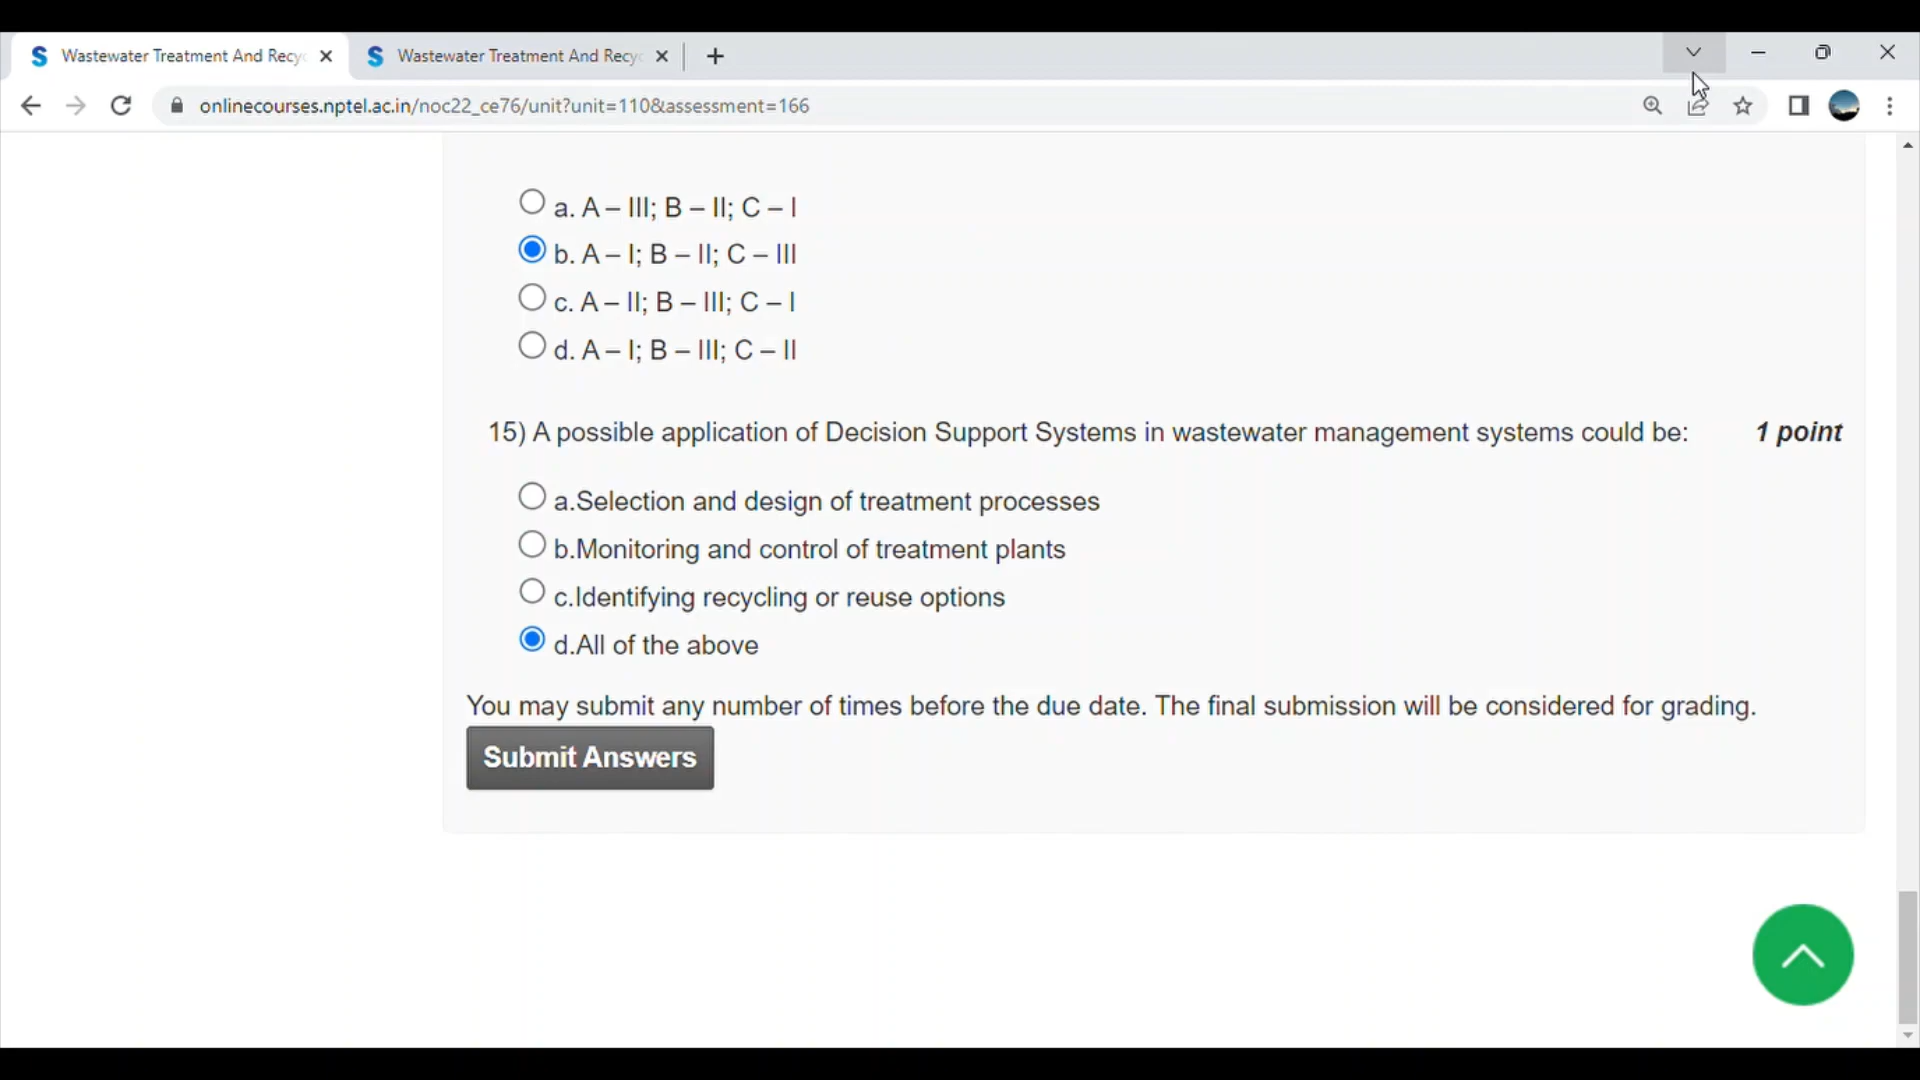 Wastewater Treatment And Recy
Wastewater Treatment And Recy
onlinecourses.nptel.ac.in/noc22_ce76/unit?unit=110&assessment=166
a. A – III; B – II; C – I
b. A – I; B – II; C – III
c. A – II; B – III; C – I
d. A – I; B – III; C – II
15) A possible application of Decision Support Systems in wastewater management systems could be: 1 point
a.Selection and design of treatment processes
b.Monitoring and control of treatment plants
c.Identifying recycling or reuse options
d.All of the above
You may submit any number of times before the due date. The final submission will be considered for grading.
Submit Answers